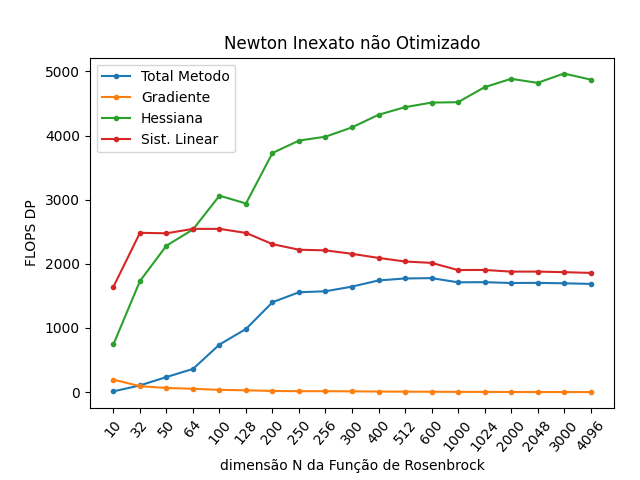 Newton Inexato não Otimizado
Total Metodo
Gradiente
Hessiana
Sist. Linear
FLOPS DP
5000
4000
3000
2000
1000
0
10 32 50 64 100 128 200 250 256 300 400 512 600 1000 1024 2000 2048 3000 4096
dimensão N da Função de Rosenbrock